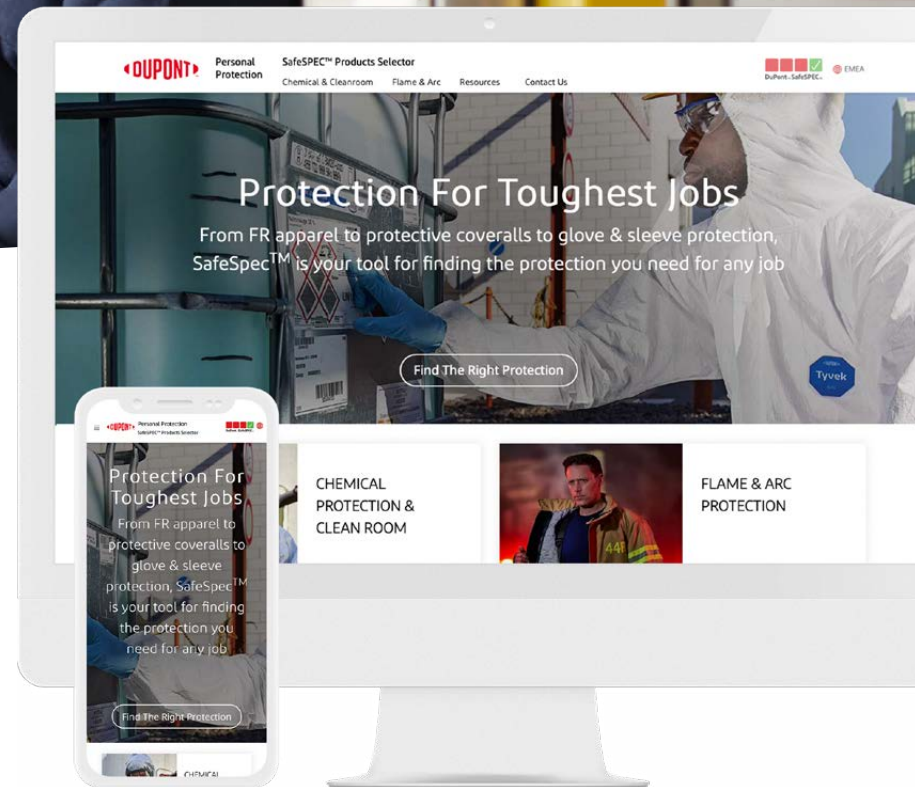 DUPONT
Personal
Protection
SafeSPEC™ Products Selector
Chemical & Cleanroom Flame & Arc Resources Contact Us
DuPont™ SafeSPEC™
EMEA
Protection For Toughest Jobs
From FR apparel to protective coveralls to glove & sleeve protection,
SafeSpec™ is your tool for finding the protection you need for any job
Find The Right Protection
Tyvek
CHEMICAL
PROTECTION &
CLEAN ROOM
441
FLAME & ARC
PROTECTION
DUPONT
Personal Protection
SafeSPEC™ Products Selector
Protection For
Toughest Jobs
From FR apparel to
protective coveralls to
glove & sleeve
protection, SafeSpec™
is your tool for finding
the protection you
need for any job
Find The Right Protection
CHEMICAL